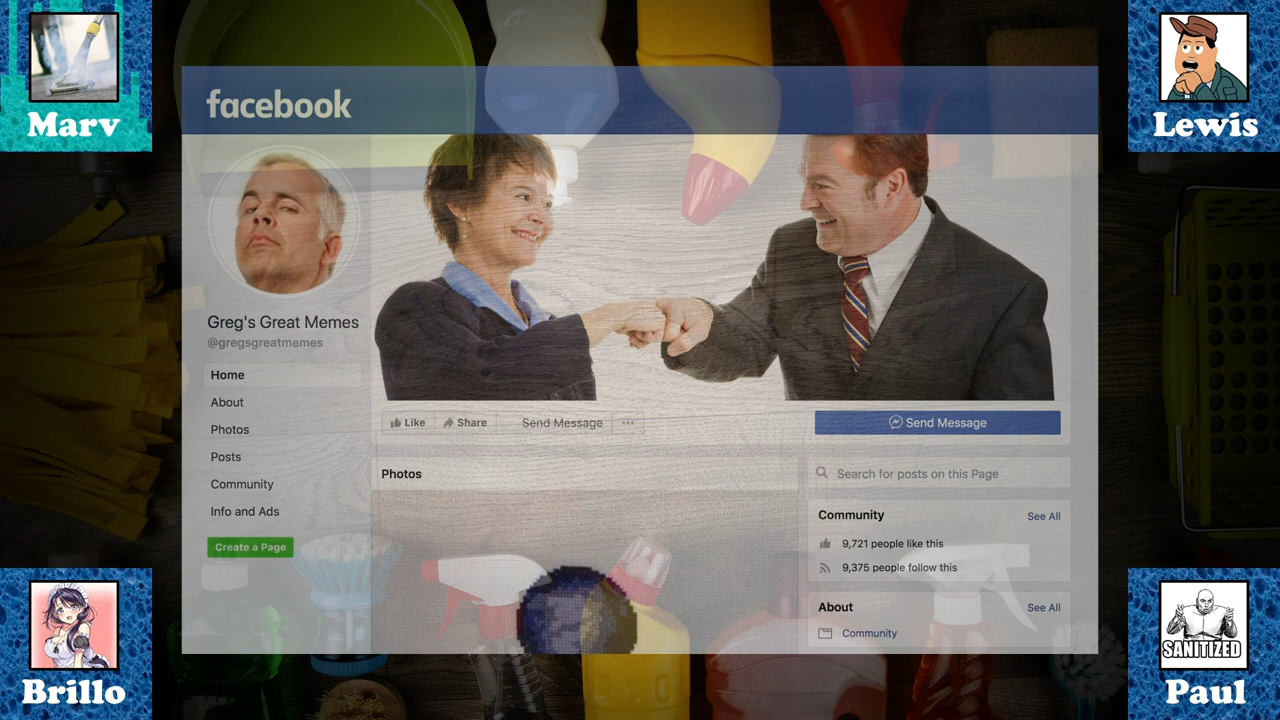 Marv
Lewis
facebook
Greg's Great Memes
@gregsgreatmemes
Home
About
Photos
Posts
Community
Info and Ads
Create a Page
Like
Share
Send Message
Send Message
Photos
Search for posts on this Page
Community
See All
9,721 people like this
9,375 people follow this
About
See All
Community
Brillo
SANITIZED
Paul